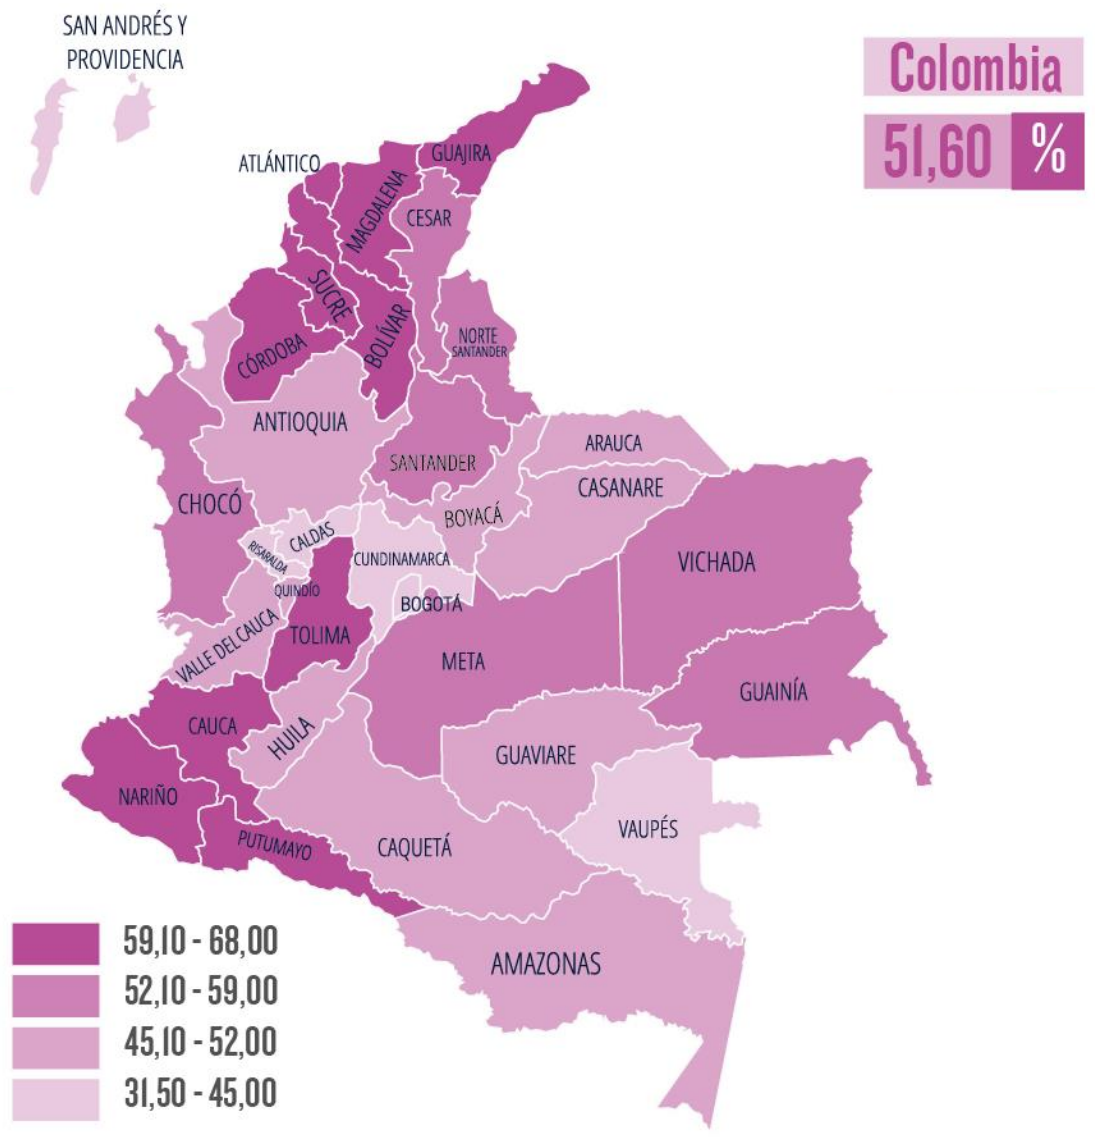 SAN ANDRÉS Y
PROVIDENCIA
Colombia
51,60 %
ATLÁNTICO
GUAJIRA
MAGDALENA
CESAR
SUCRE
BOLÍVAR
CÓRDOBA
NORTE
SANTANDER
ANTIOQUIA
ARAUCA
SANTANDER
CASANARE
CHOCÓ
BOYACÁ
CALDAS
RISARALDA
CUNDINAMARCA
VICHADA
QUINDÍO
BOGOTÁ
TOLIMA
VALLE DEL CAUCA
META
GUAINÍA
CAUCA
HUILA
GUAVIARE
NARIÑO
VAUPÉS
PUTUMAYO
CAQUETÁ
AMAZONAS
59,10 - 68,00
52,10 - 59,00
45,10 - 52,00
31,50 - 45,00